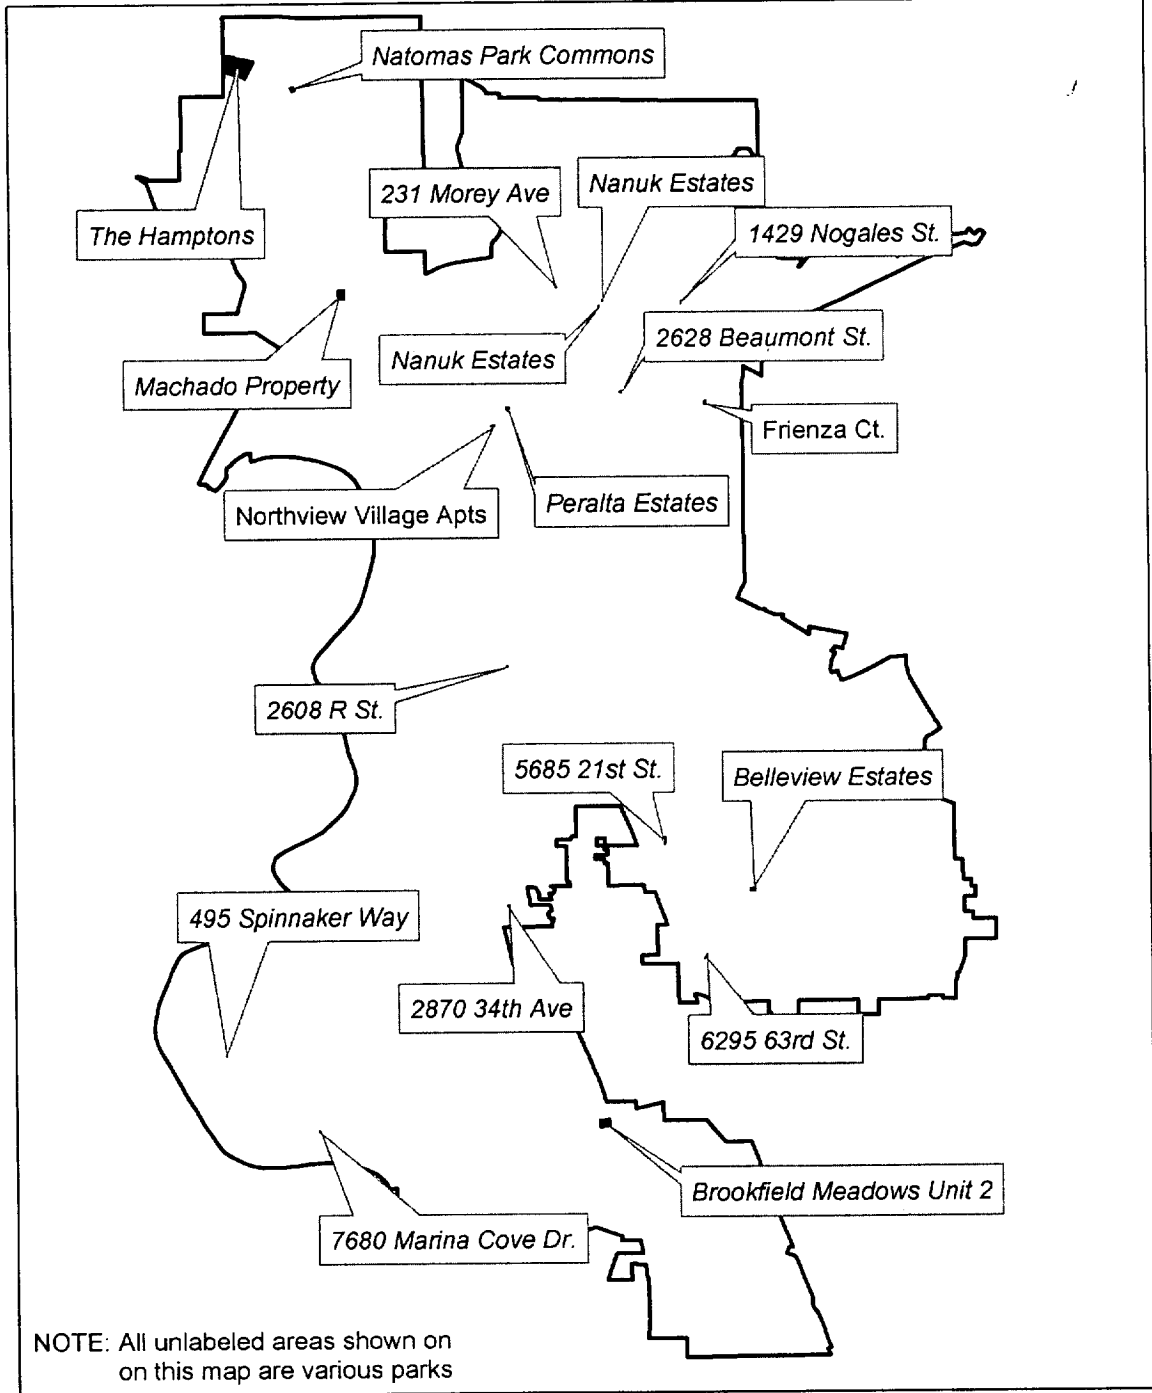 Natomas Park Commons
231 Morey Ave
Nanuk Estates
The Hamptons
1429 Nogales St.
2628 Beaumont St.
Nanuk Estates
Machado Property
Frienza Ct.
Northview Village Apts
Peralta Estates
2608 R St.
5685 21st St.
Belleview Estates
495 Spinnaker Way
2870 34th Ave
6295 63rd St.
Brookfield Meadows Unit 2
7680 Marina Cove Dr.
NOTE: All unlabeled areas shown on
on this map are various parks